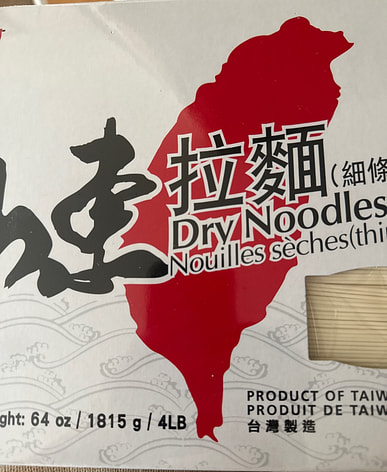 東
拉麵(細條
Dry Noodles
Nouilles sèches(thi
PRODUCT OF TAIW
PRODUIT DE TAIW
台灣製造
ght: 64 oz / 1815 g / 4LB